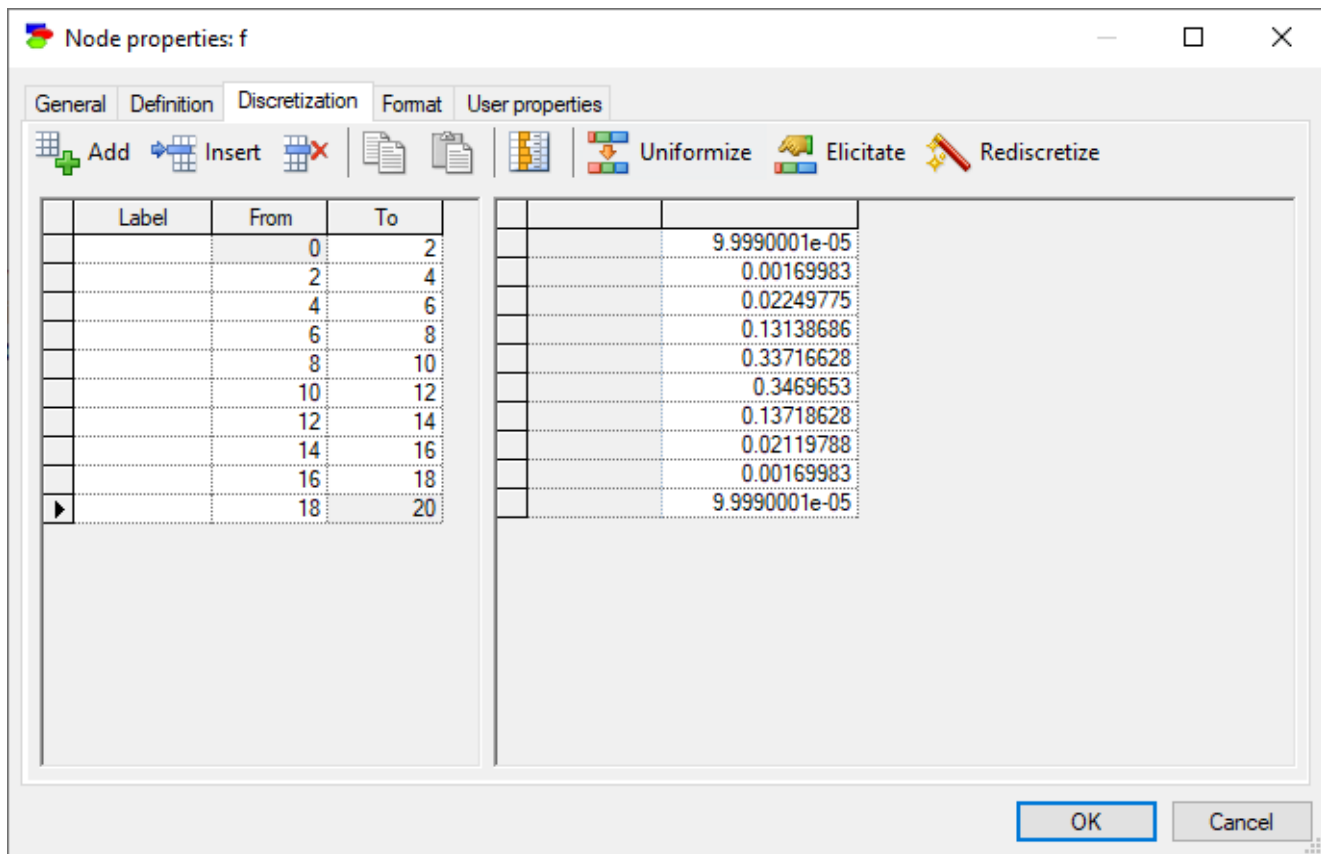 Node properties: f
General Definition Discretization Format User properties
Add Insert Uniformize Elicitate Rediscretize
Label From To
0 2 9.9990001e-05
2 4 0.00169983
4 6 0.02249775
6 8 0.13138686
8 10 0.33716628
10 12 0.3469653
12 14 0.13718628
14 16 0.02119788
16 18 0.00169983
18 20 9.9990001e-05
OK Cancel